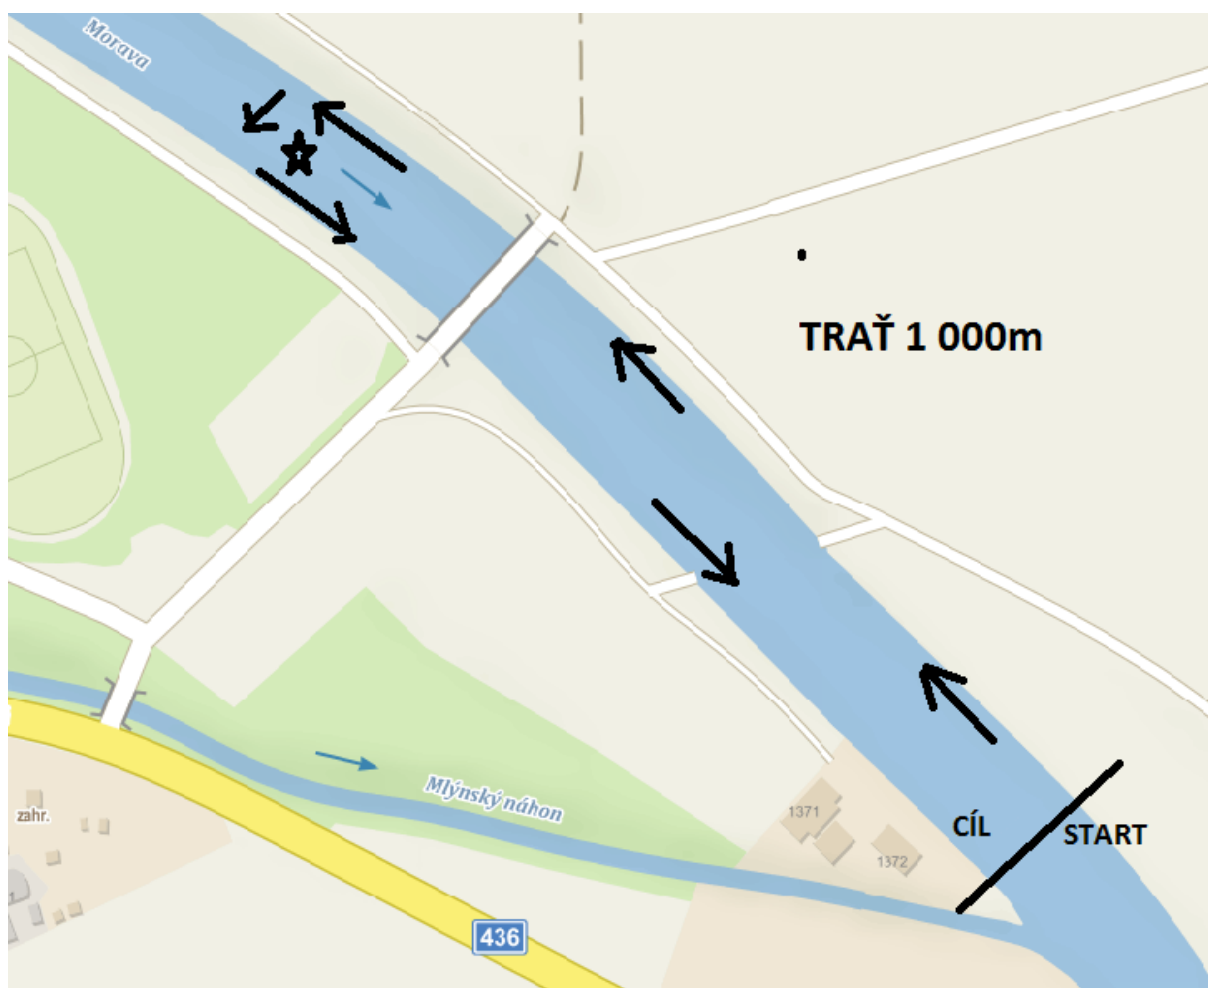 Morava
TRAŤ 1 000m
Mlýnský náhon
zahr.
1371
CÍL
START
1372
436